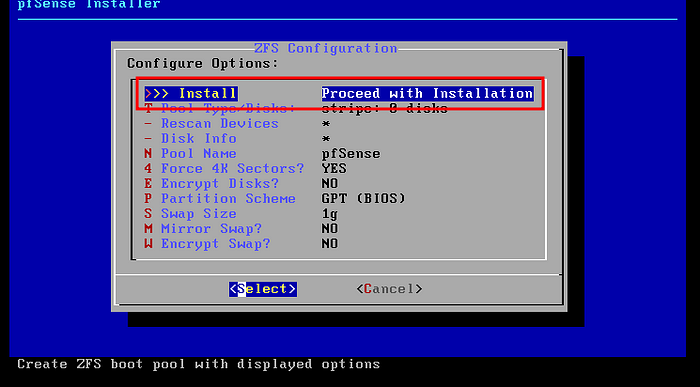 pfSense Installer
ZFS Configuration
Configure Options:
>>> Install Proceed with Installation
T Pool Type/Disks: stripe: 0 disks
- Rescan Devices *
- Disk Info *
N Pool Name pfSense
4 Force 4K Sectors? YES
E Encrypt Disks? NO
P Partition Scheme GPT (BIOS)
S Swap Size 1g
M Mirror Swap? NO
W Encrypt Swap? NO
<Select> <Cancel>
Create ZFS boot pool with displayed options